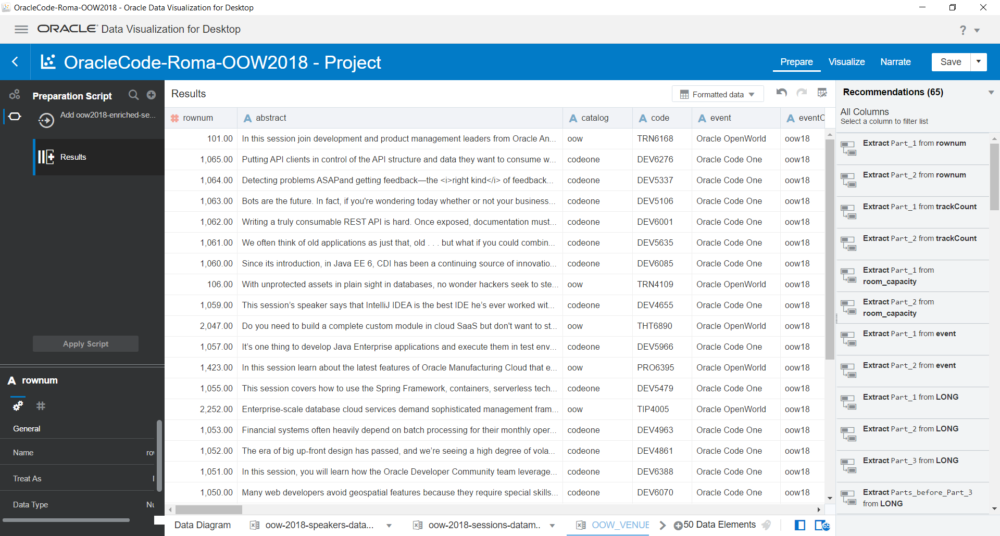 OracleCode-Roma-OOW2018 - Oracle Data Visualization for Desktop
ORACLE Data Visualization for Desktop
?
OracleCode-Roma-OOW2018 - Project
Prepare Visualize Narrate Save
Preparation Script
Add oow2018-enriched-se...
Results
Apply Script
A rownum
#
General
Name
Treat As
Data Type
Results
Formatted data
# rownum A abstract A catalog A code A event A eventC
101.00 In this session join development and product management leaders from Oracle An... oow TRN6168 Oracle OpenWorld oow18
1,065.00 Putting API clients in control of the API structure and data they want to consume w... codeone DEV6276 Oracle Code One oow18
1,064.00 Detecting problems ASAPand getting feedback—the <i>right kind</i> of feedback... codeone DEV5337 Oracle Code One oow18
1,063.00 Bots are the future. In fact, if you're wondering today whether or not your business... codeone DEV5106 Oracle Code One oow18
1,062.00 Writing a truly consumable REST API is hard. Once exposed, documentation must... codeone DEV6001 Oracle Code One oow18
1,061.00 We often think of old applications as just that, old . . . but what if you could combin... codeone DEV5635 Oracle Code One oow18
1,060.00 Since its introduction, in Java EE 6, CDI has been a continuing source of innovatio... codeone DEV6085 Oracle Code One oow18
106.00 With unprotected assets in plain sight in databases, no wonder hackers seek to ste... oow TRN4109 Oracle OpenWorld oow18
1,059.00 This session’s speaker says that IntelliJ IDEA is the best IDE he’s ever worked wit... codeone DEV4655 Oracle Code One oow18
2,047.00 Do you need to build a complete custom module in cloud SaaS but don't want to st... oow THT6890 Oracle OpenWorld oow18
1,057.00 It’s one thing to develop Java Enterprise applications and execute them in test env... codeone DEV5966 Oracle Code One oow18
1,423.00 In this session learn about the latest features of Oracle Manufacturing Cloud that e... oow PRO6395 Oracle OpenWorld oow18
1,055.00 This session covers how to use the Spring Framework, containers, serverless tech... codeone DEV5479 Oracle Code One oow18
2,252.00 Enterprise-scale database cloud services demand sophisticated management fram... oow TIP4005 Oracle OpenWorld oow18
1,053.00 Financial systems often heavily depend on batch processing for their monthly oper... codeone DEV4963 Oracle Code One oow18
1,052.00 The era of big up-front design has passed, and we’re seeing a high degree of vola... codeone DEV4861 Oracle Code One oow18
1,051.00 In this session, you will learn how the Oracle Developer Community team leverage... codeone DEV6388 Oracle Code One oow18
1,050.00 Many web developers avoid geospatial features because they require special skills... codeone DEV6070 Oracle Code One oow18
Data Diagram oow-2018-speakers-data... oow-2018-sessions-datam.. OOW_VENUE 50 Data Elements 65
Recommendations (65)
All Columns
Select a column to filter list
Extract Part_1 from rownum
Extract Part_2 from rownum
Extract Part_1 from trackCount
Extract Part_2 from trackCount
Extract Part_1 from
room_capacity
Extract Part_2 from
room_capacity
Extract Part_1 from event
Extract Part_2 from event
Extract Part_1 from LONG
Extract Part_2 from LONG
Extract Part_3 from LONG
Extract Parts_before_Part_3
from LONG